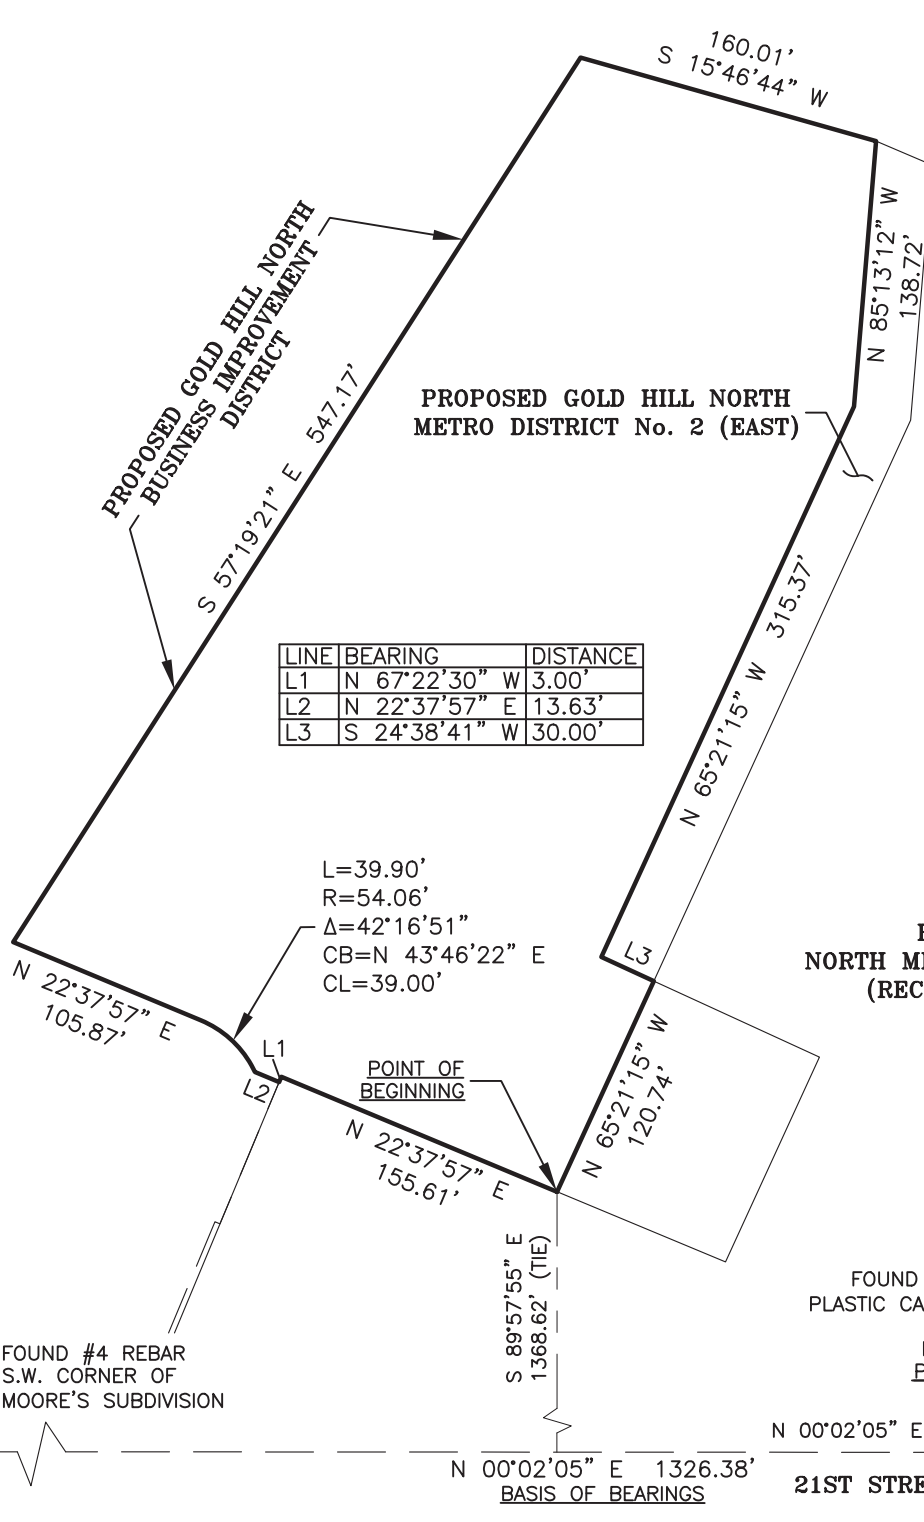 160.01'
S 15°46'44" W
N 85°13'12" W
138.72'
PROPOSED GOLD HILL NORTH
BUSINESS IMPROVEMENT
DISTRICT
S 57°19'21" E 547.17'
PROPOSED GOLD HILL NORTH
METRO DISTRICT No. 2 (EAST)
N 65°21'15" W 315.37'
LINE BEARING DISTANCE
L1 N 67°22'30" W 3.00'
L2 N 22°37'57" E 13.63'
L3 S 24°38'41" W 30.00'
L=39.90'
R=54.06'
Δ=42°16'51"
CB=N 43°46'22" E
CL=39.00'
L3
NORTH
(REC
N 22°37'57" E
105.87'
L1
L2
POINT OF
BEGINNING
N 65°21'15" W
120.74'
N 22°37'57" E
155.61'
S 89°57'55" E
1368.62' (TIE)
FOUND
PLASTIC CA
FOUND #4 REBAR
S.W. CORNER OF
MOORE'S SUBDIVISION
N 00°02'05" E
N 00°02'05" E 1326.38'
BASIS OF BEARINGS
21ST STRE